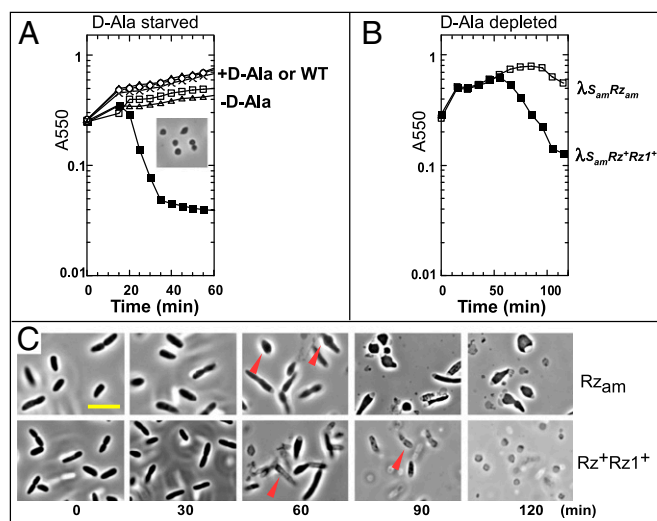 A
D-Ala starved
A550
1
0.1
0.01
0
20
40
60
Time (min)
+D-Ala or WT
-D-Ala
B
D-Ala depleted
A550
1
0.1
0.01
0
50
100
Time (min)
λSamRzam
λSamRz+Rz1+
C
Rzam
Rz+Rz1+
0
30
60
90
120
(min)